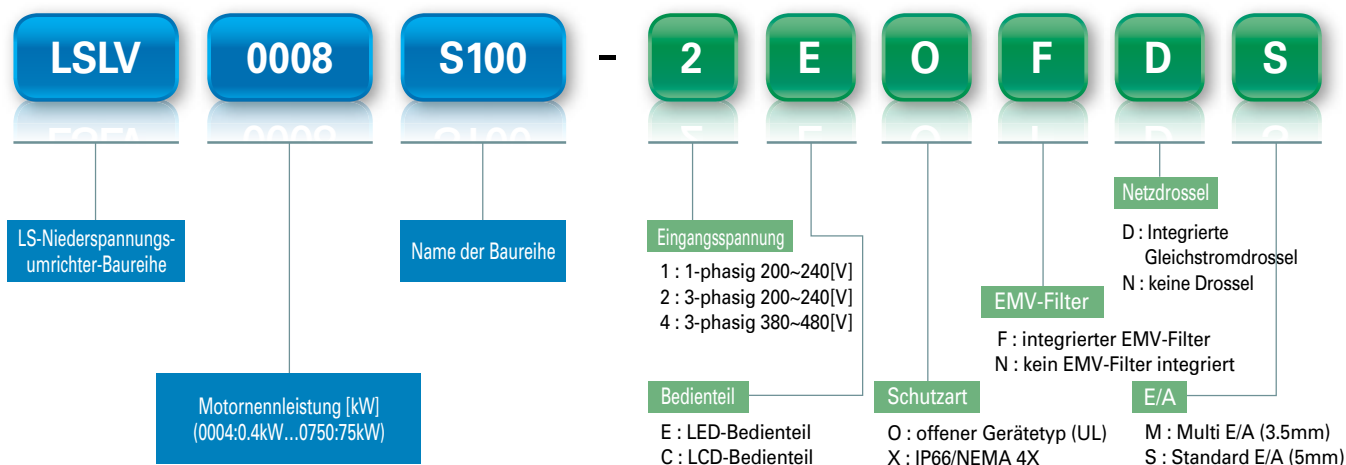 LSLV 0008 S100 - 2 E O F D S
LS-Niederspannungs-
umrichter-Baureihe
Motornennleistung [kW]
(0004:0.4kW...0750:75kW)
Name der Baureihe
Eingangsspannung
1 : 1-phasig 200~240[V]
2 : 3-phasig 200~240[V]
4 : 3-phasig 380~480[V]
Bedienteil
E : LED-Bedienteil
C : LCD-Bedienteil
Schutzart
O : offener Gerätetyp (UL)
X : IP66/NEMA 4X
EMV-Filter
F : integrierter EMV-Filter
N : kein EMV-Filter integriert
Netzdrossel
D : Integrierte
Gleichstromdrossel
N : keine Drossel
E/A
M : Multi E/A (3.5mm)
S : Standard E/A (5mm)